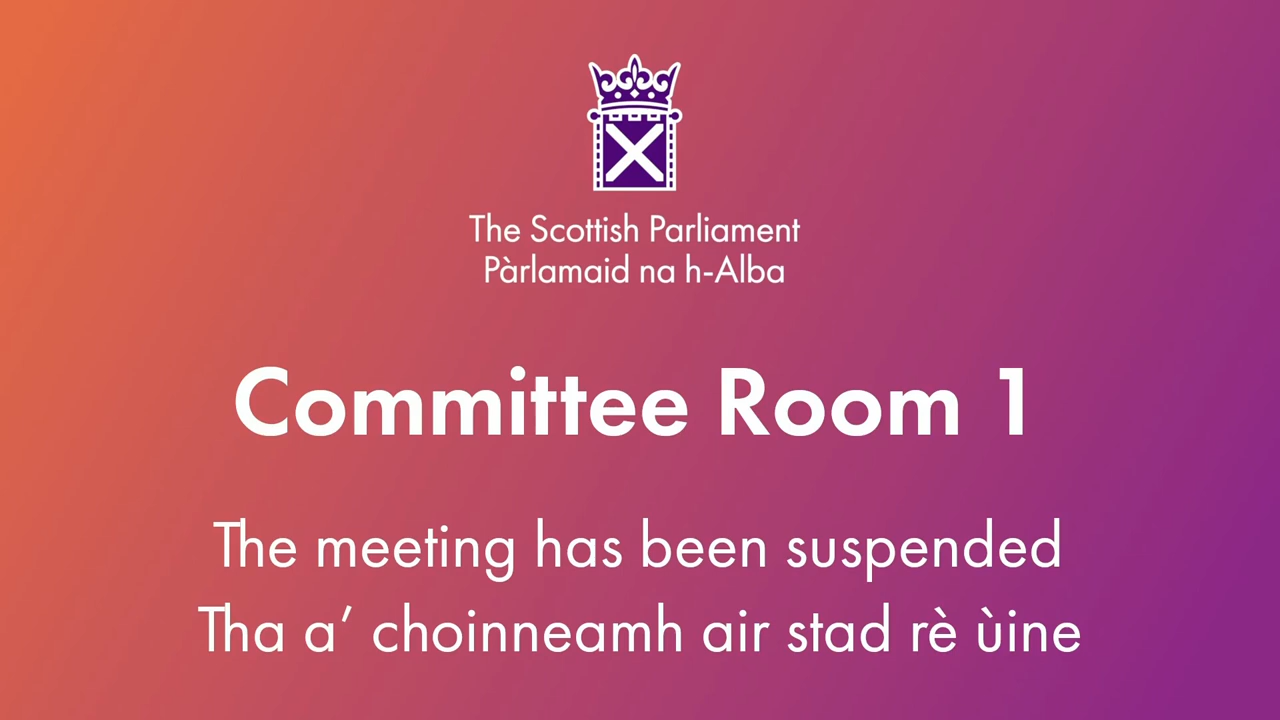 The Scottish Parliament
Pàrlamaid na h-Alba
Committee Room 1
The meeting has been suspended
Tha a’ choinneamh air stad rè ùine